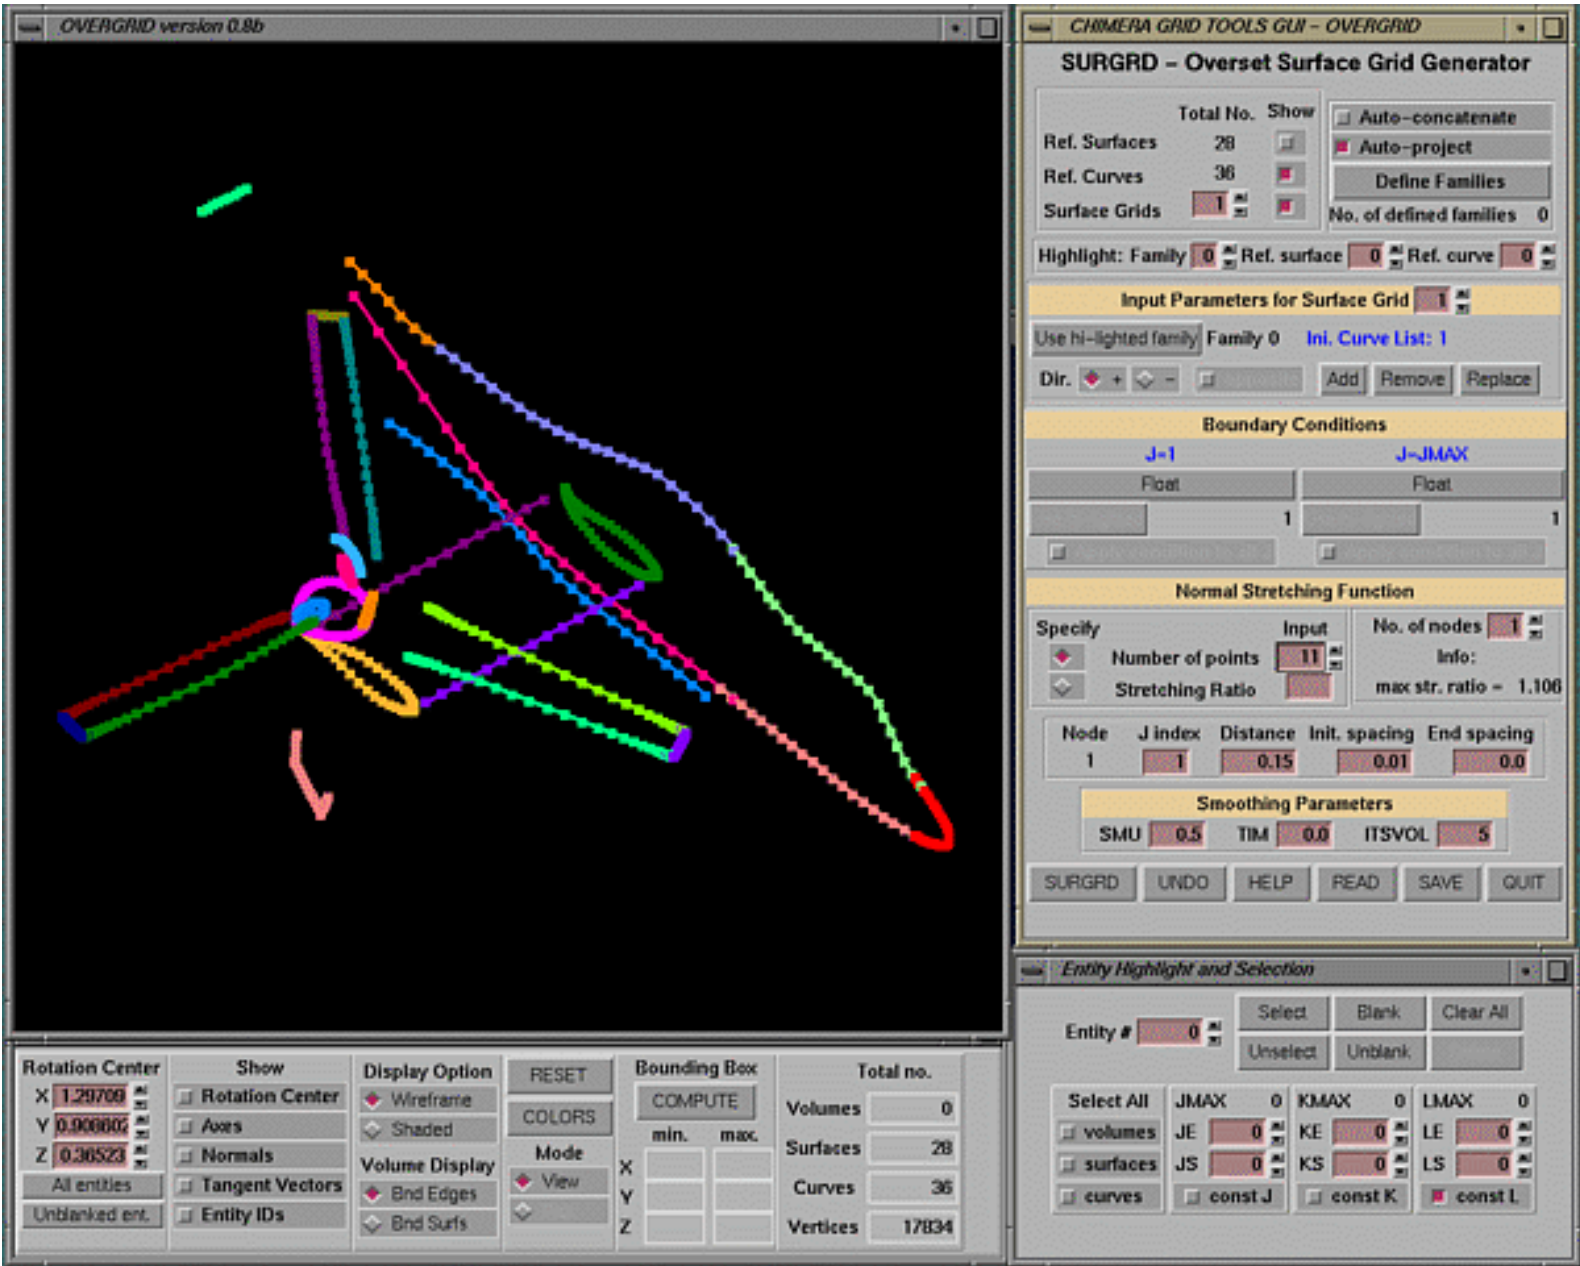 OVERGRID version 0.8b
CHIMERA GRID TOOLS GUI - OVERGRID
SURGRD - Overset Surface Grid Generator
Total No. Show
Ref. Surfaces 28
Ref. Curves 36
Surface Grids 1
Auto-concatenate
Auto-project
Define Families
No. of defined families 0
Highlight: Family 0 Ref. surface 0 Ref. curve 0
Input Parameters for Surface Grid 1
Use hi-lighted family Family 0 Ini. Curve List: 1
Dir. + - Add Remove Replace
Boundary Conditions
J=1 J=JMAX
Float Float
1 1
Normal Stretching Function
Specify Input No. of nodes 1
Number of points 11 Info:
Stretching Ratio max str. ratio = 1.106
Node J index Distance Init. spacing End spacing
1 1 0.15 0.01 0.0
Smoothing Parameters
SMU 0.5 TIM 0.0 ITSVOL 5
SURGRD UNDO HELP READ SAVE QUIT
Entity Highlight and Selection
Entity # 0
Select Blank Clear All
Unselect Unblank
Select All JMAX 0 KMAX 0 LMAX 0
volumes JE 0 KE 0 LE 0
surfaces JS 0 KS 0 LS 0
curves const J const K const L
Rotation Center
X 1.29709
Y 0.908602
Z 0.36523
All entities
Unblanked ent.
Show
Rotation Center
Axes
Normals
Tangent Vectors
Entity IDs
Display Option
Wireframe
Shaded
Volume Display
Bnd Edges
Bnd Surfs
RESET
COLORS
Mode
View
Bounding Box
COMPUTE
min. max.
X
Y
Z
Total no.
Volumes 0
Surfaces 28
Curves 36
Vertices 17834